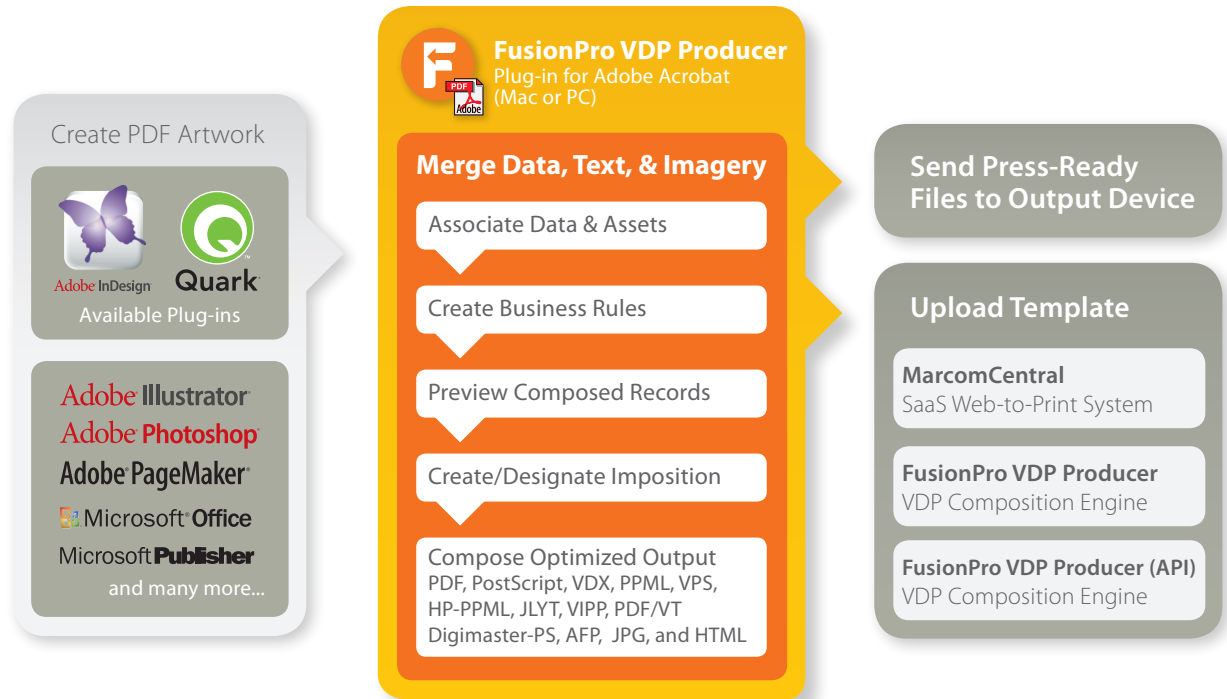 Create PDF Artwork
Adobe InDesign
Quark
Available Plug-ins
Adobe Illustrator
Adobe Photoshop
Adobe PageMaker
Microsoft Office
Microsoft Publisher
and many more...
F
PDF
Adobe
FusionPro VDP Producer
Plug-in for Adobe Acrobat
(Mac or PC)
Merge Data, Text, & Imagery
Associate Data & Assets
Create Business Rules
Preview Composed Records
Create/Designate Imposition
Compose Optimized Output
PDF, PostScript, VDX, PPML, VPS,
HP-PPML, JLYT, VIPP, PDF/VT
Digimaster-PS, AFP, JPG, and HTML
Send Press-Ready
Files to Output Device
Upload Template
MarcomCentral
SaaS Web-to-Print System
FusionPro VDP Producer
VDP Composition Engine
FusionPro VDP Producer (API)
VDP Composition Engine